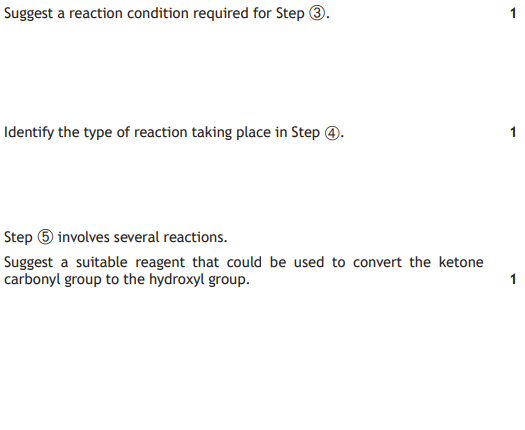 Suggest a reaction condition required for Step ③. 1
Identify the type of reaction taking place in Step ④. 1
Step ⑤ involves several reactions.
Suggest a suitable reagent that could be used to convert the ketone
carbonyl group to the hydroxyl group. 1